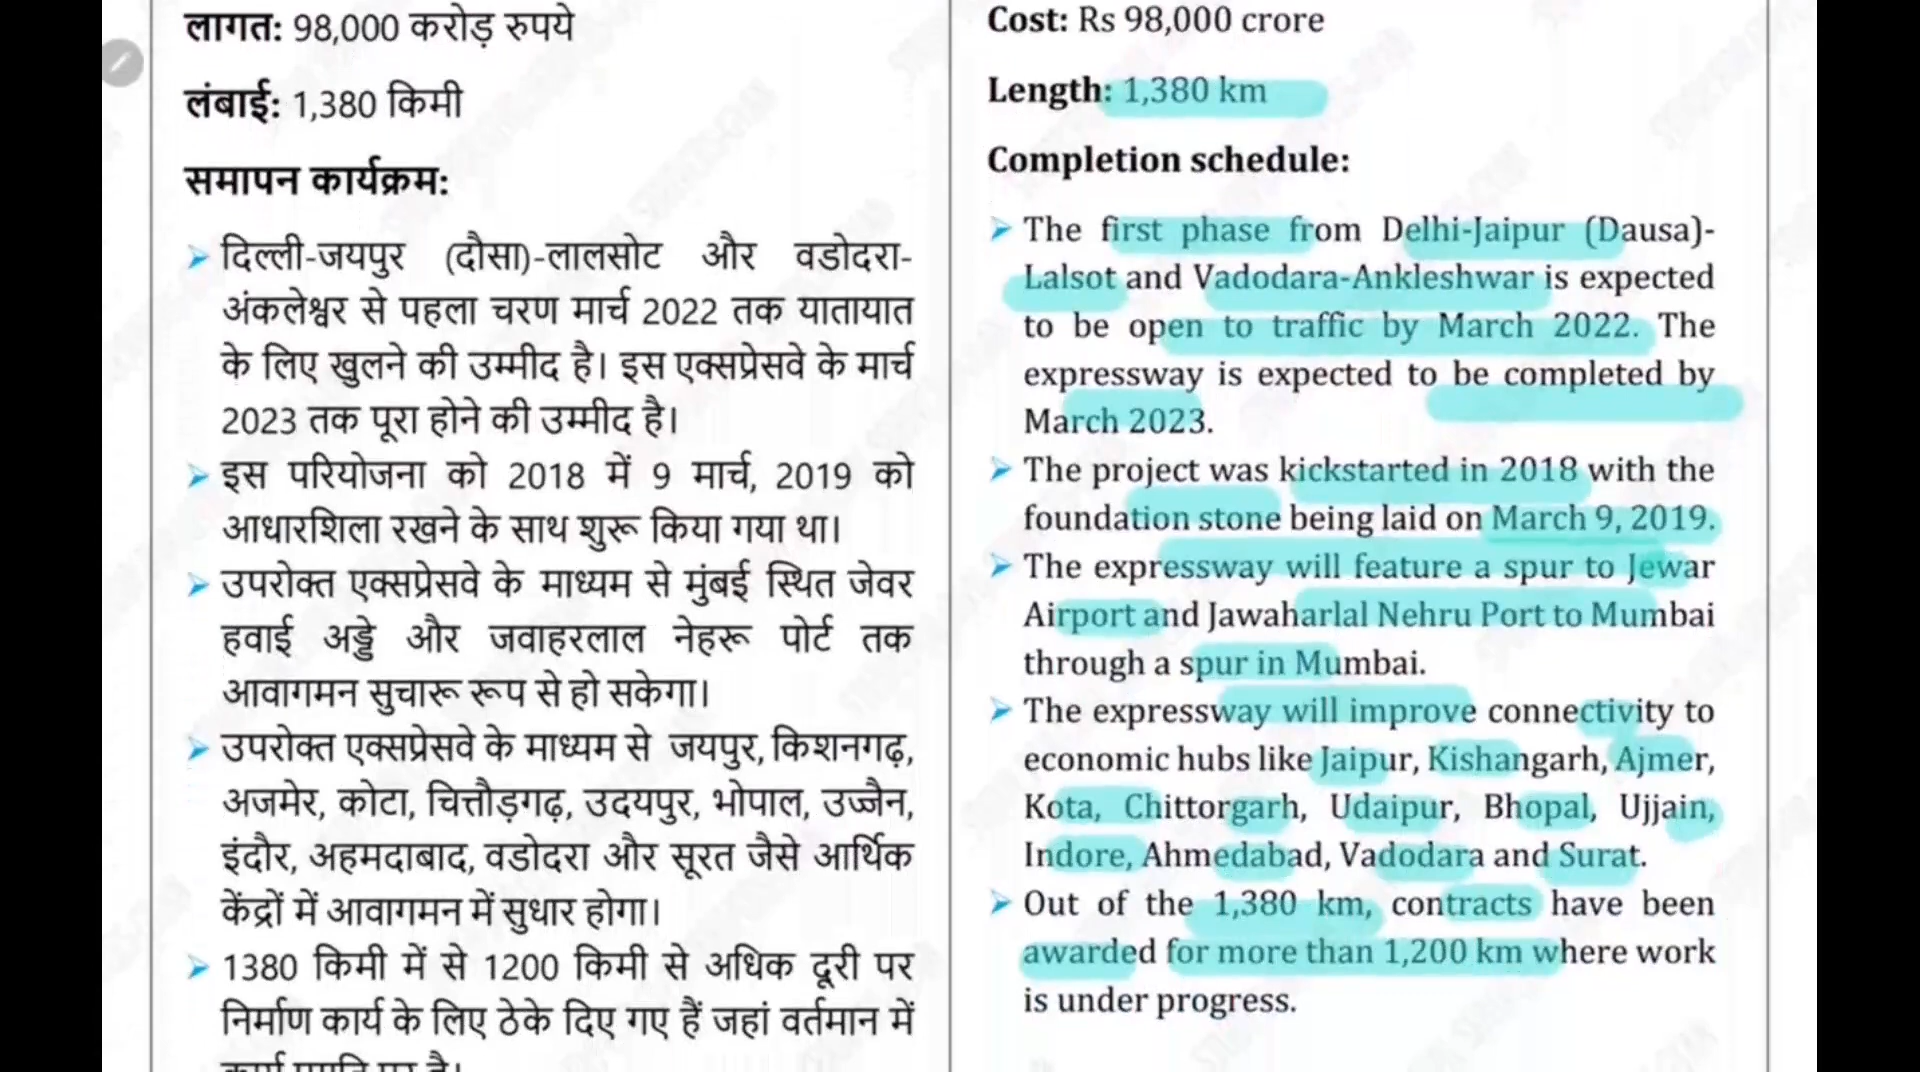 लागत: 98,000 करोड़ रुपये
लंबाई: 1,380 किमी
समापन कार्यक्रम:
➤ दिल्ली-जयपुर (दौसा)-लालसोट और वडोदरा-
अंकलेश्वर से पहला चरण मार्च 2022 तक यातायात
के लिए खुलने की उम्मीद है। इस एक्सप्रेसवे के मार्च
2023 तक पूरा होने की उम्मीद है।
➤ इस परियोजना को 2018 में 9 मार्च, 2019 को
आधारशिला रखने के साथ शुरू किया गया था।
➤ उपरोक्त एक्सप्रेसवे के माध्यम से मुंबई स्थित जेवर
हवाई अड्डे और जवाहरलाल नेहरू पोर्ट तक
आवागमन सुचारू रूप से हो सकेगा।
➤ उपरोक्त एक्सप्रेसवे के माध्यम से जयपुर, किशनगढ़,
अजमेर, कोटा, चित्तौड़गढ़, उदयपुर, भोपाल, उज्जैन,
इंदौर, अहमदाबाद, वडोदरा और सूरत जैसे आर्थिक
केंद्रों में आवागमन में सुधार होगा।
➤ 1380 किमी में से 1200 किमी से अधिक दूरी पर
निर्माण कार्य के लिए ठेके दिए गए हैं जहां वर्तमान में
Cost: Rs 98,000 crore
Length: 1,380 km
Completion schedule:
➤ The first phase from Delhi-Jaipur (Dausa)-
Lalsot and Vadodara-Ankleshwar is expected
to be open to traffic by March 2022. The
expressway is expected to be completed by
March 2023.
➤ The project was kickstarted in 2018 with the
foundation stone being laid on March 9, 2019.
➤ The expressway will feature a spur to Jewar
Airport and Jawaharlal Nehru Port to Mumbai
through a spur in Mumbai.
➤ The expressway will improve connectivity to
economic hubs like Jaipur, Kishangarh, Ajmer,
Kota, Chittorgarh, Udaipur, Bhopal, Ujjain,
Indore, Ahmedabad, Vadodara and Surat.
➤ Out of the 1,380 km, contracts have been
awarded for more than 1,200 km where work
is under progress.